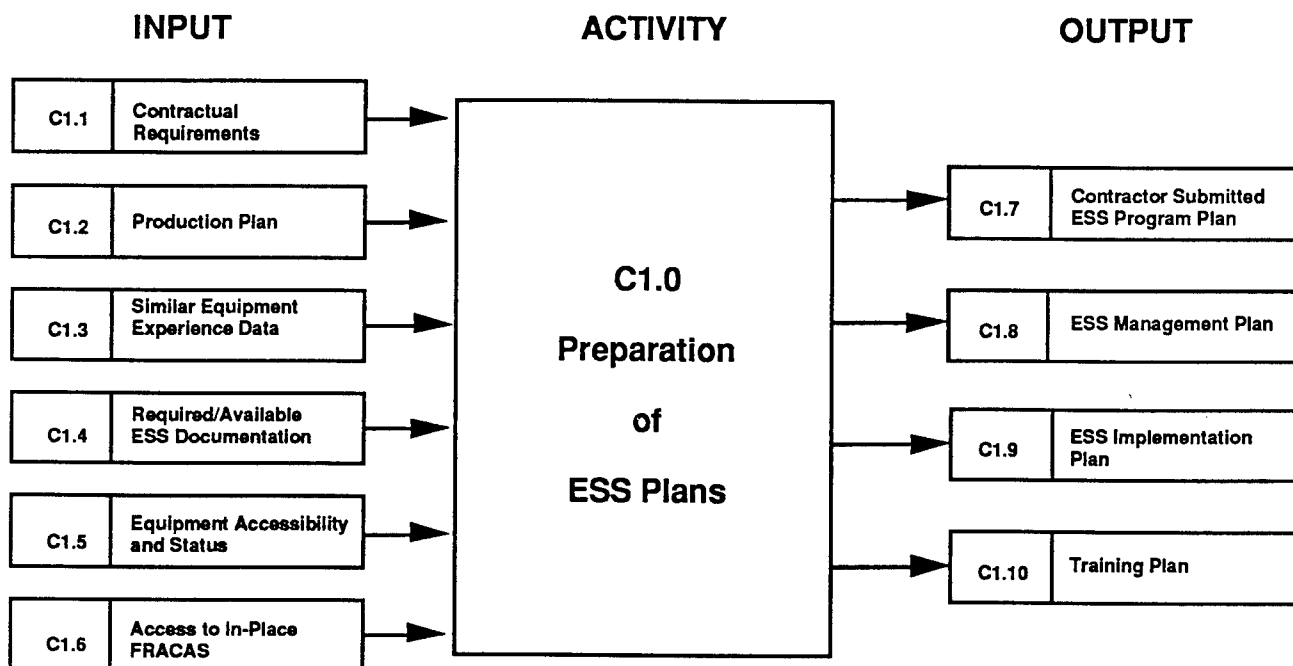 INPUT
ACTIVITY
OUTPUT
C1.1
Contractual
Requirements
C1.2
Production Plan
C1.3
Similar Equipment
Experience Data
C1.4
Required/Available
ESS Documentation
C1.5
Equipment Accessibility
and Status
C1.6
Access to In-Place
FRACAS
C1.0
Preparation
of
ESS Plans
C1.7
Contractor Submitted
ESS Program Plan
C1.8
ESS Management Plan
C1.9
ESS Implementation
Plan
C1.10
Training Plan